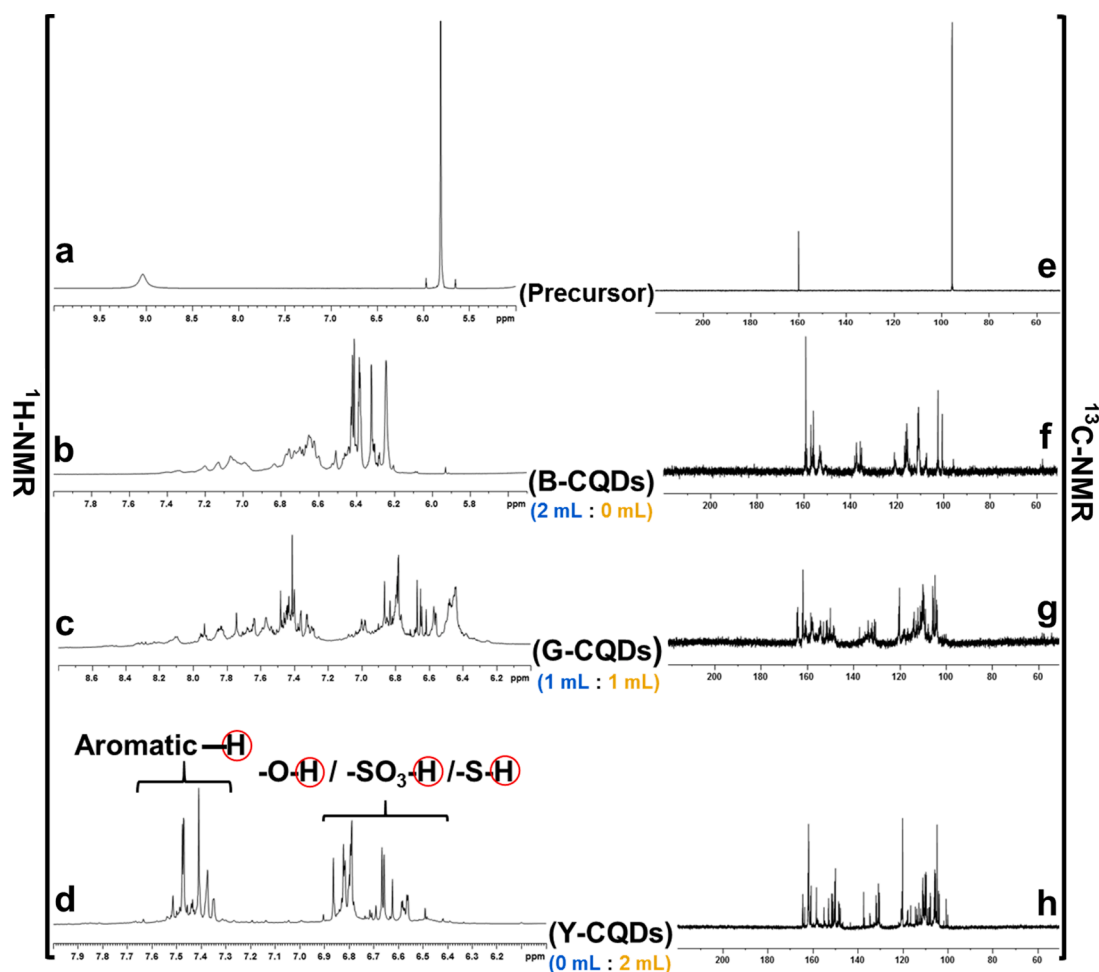 ¹H-NMR
¹³C-NMR
a
9.5 9.0 8.5 8.0 7.5 7.0 6.5 6.0 5.5 ppm
(Precursor)
e
200 180 160 140 120 100 80 60
b
7.8 7.6 7.4 7.2 7.0 6.8 6.6 6.4 6.2 6.0 5.8 ppm
(B-CQDs)
(2 mL : 0 mL)
f
200 180 160 140 120 100 80 60
c
8.6 8.4 8.2 8.0 7.8 7.6 7.4 7.2 7.0 6.8 6.6 6.4 6.2 ppm
(G-CQDs)
(1 mL : 1 mL)
g
200 180 160 140 120 100 80 60
Aromatic—H
-O-H / -SO₃-H /-S-H
d
7.9 7.8 7.7 7.6 7.5 7.4 7.3 7.2 7.1 7.0 6.9 6.8 6.7 6.6 6.5 6.4 6.3 6.2 ppm
(Y-CQDs)
(0 mL : 2 mL)
h
200 180 160 140 120 100 80 60